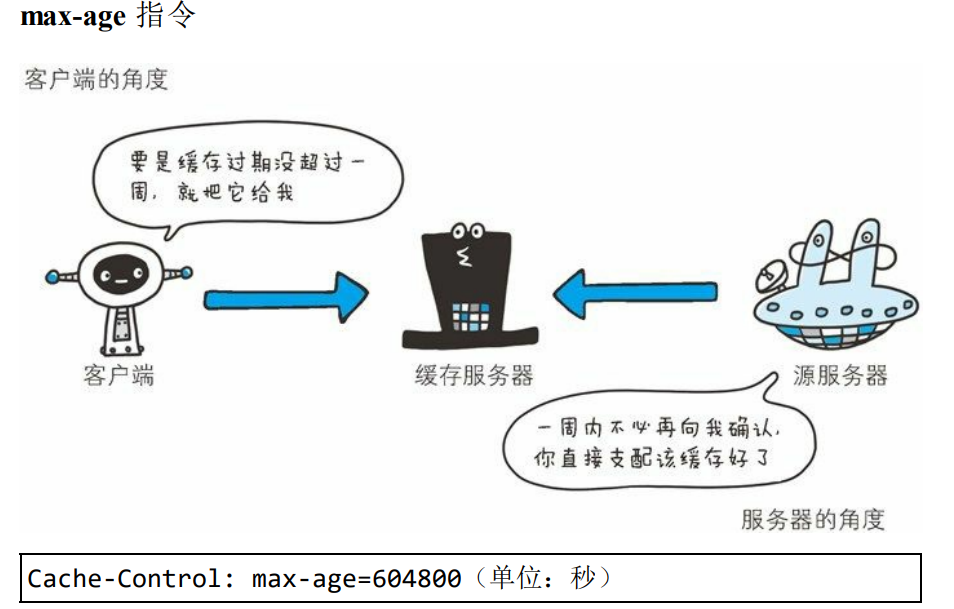 max-age 指令
客户端的角度
要是缓存过期没超过一
周，就把它给我
客户端
缓存服务器
源服务器
一周内不必再向我确认，
你直接支配该缓存好了
服务器的角度
Cache-Control: max-age=604800（单位：秒）